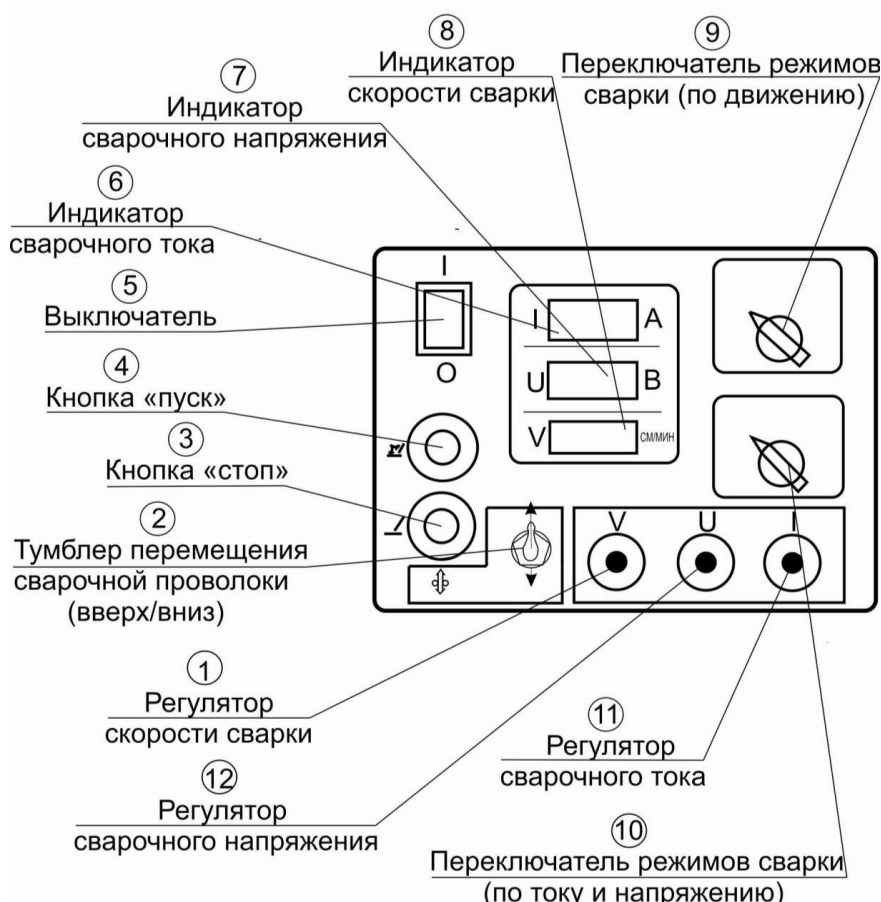 ⑧
Индикатор
скорости сварки
⑨
Переключатель режимов
сварки (по движению)
⑦
Индикатор
сварочного напряжения
⑥
Индикатор
сварочного тока
⑤
Выключатель
④
Кнопка «пуск»
③
Кнопка «стоп»
②
Тумблер перемещения
сварочной проволоки
(вверх/вниз)
I
O
I A
U В
V СМ/МИН
V U I
①
Регулятор
скорости сварки
⑪
Регулятор
сварочного тока
⑫
Регулятор
сварочного напряжения
⑩
Переключатель режимов сварки
(по току и напряжению)